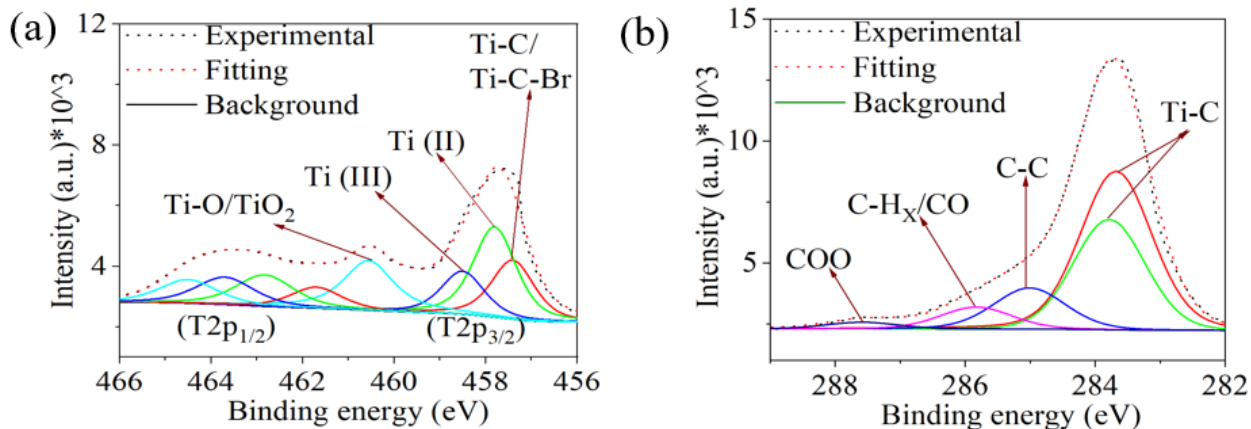 (a)
12
8
4
Intensity (a.u.)*10^3
Experimental
Fitting
Background
Ti-C/
Ti-C-Br
Ti (II)
Ti (III)
Ti-O/TiO₂
(T2p₁/₂)
(T2p₃/₂)
466 464 462 460 458 456
Binding energy (eV)
(b)
15
10
5
Intensity (a.u.)*10^3
Experimental
Fitting
Background
Ti-C
C-C
C-Hₓ/CO
COO
288 286 284 282
Binding energy (eV)